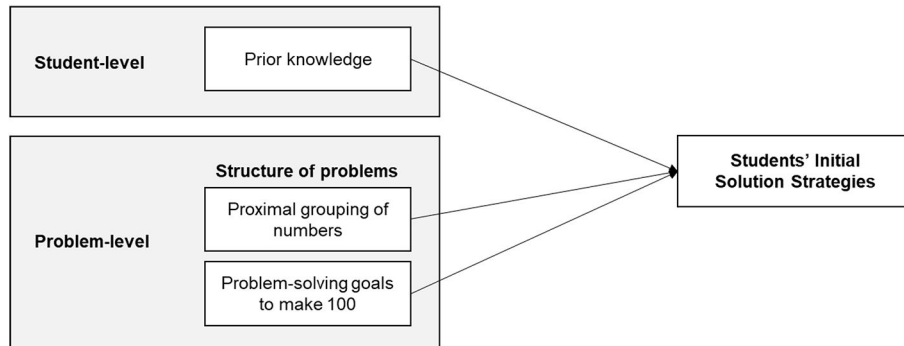 Student-level
Prior knowledge
Structure of problems
Proximal grouping of
numbers
Problem-level
Problem-solving goals
to make 100
Students’ Initial
Solution Strategies